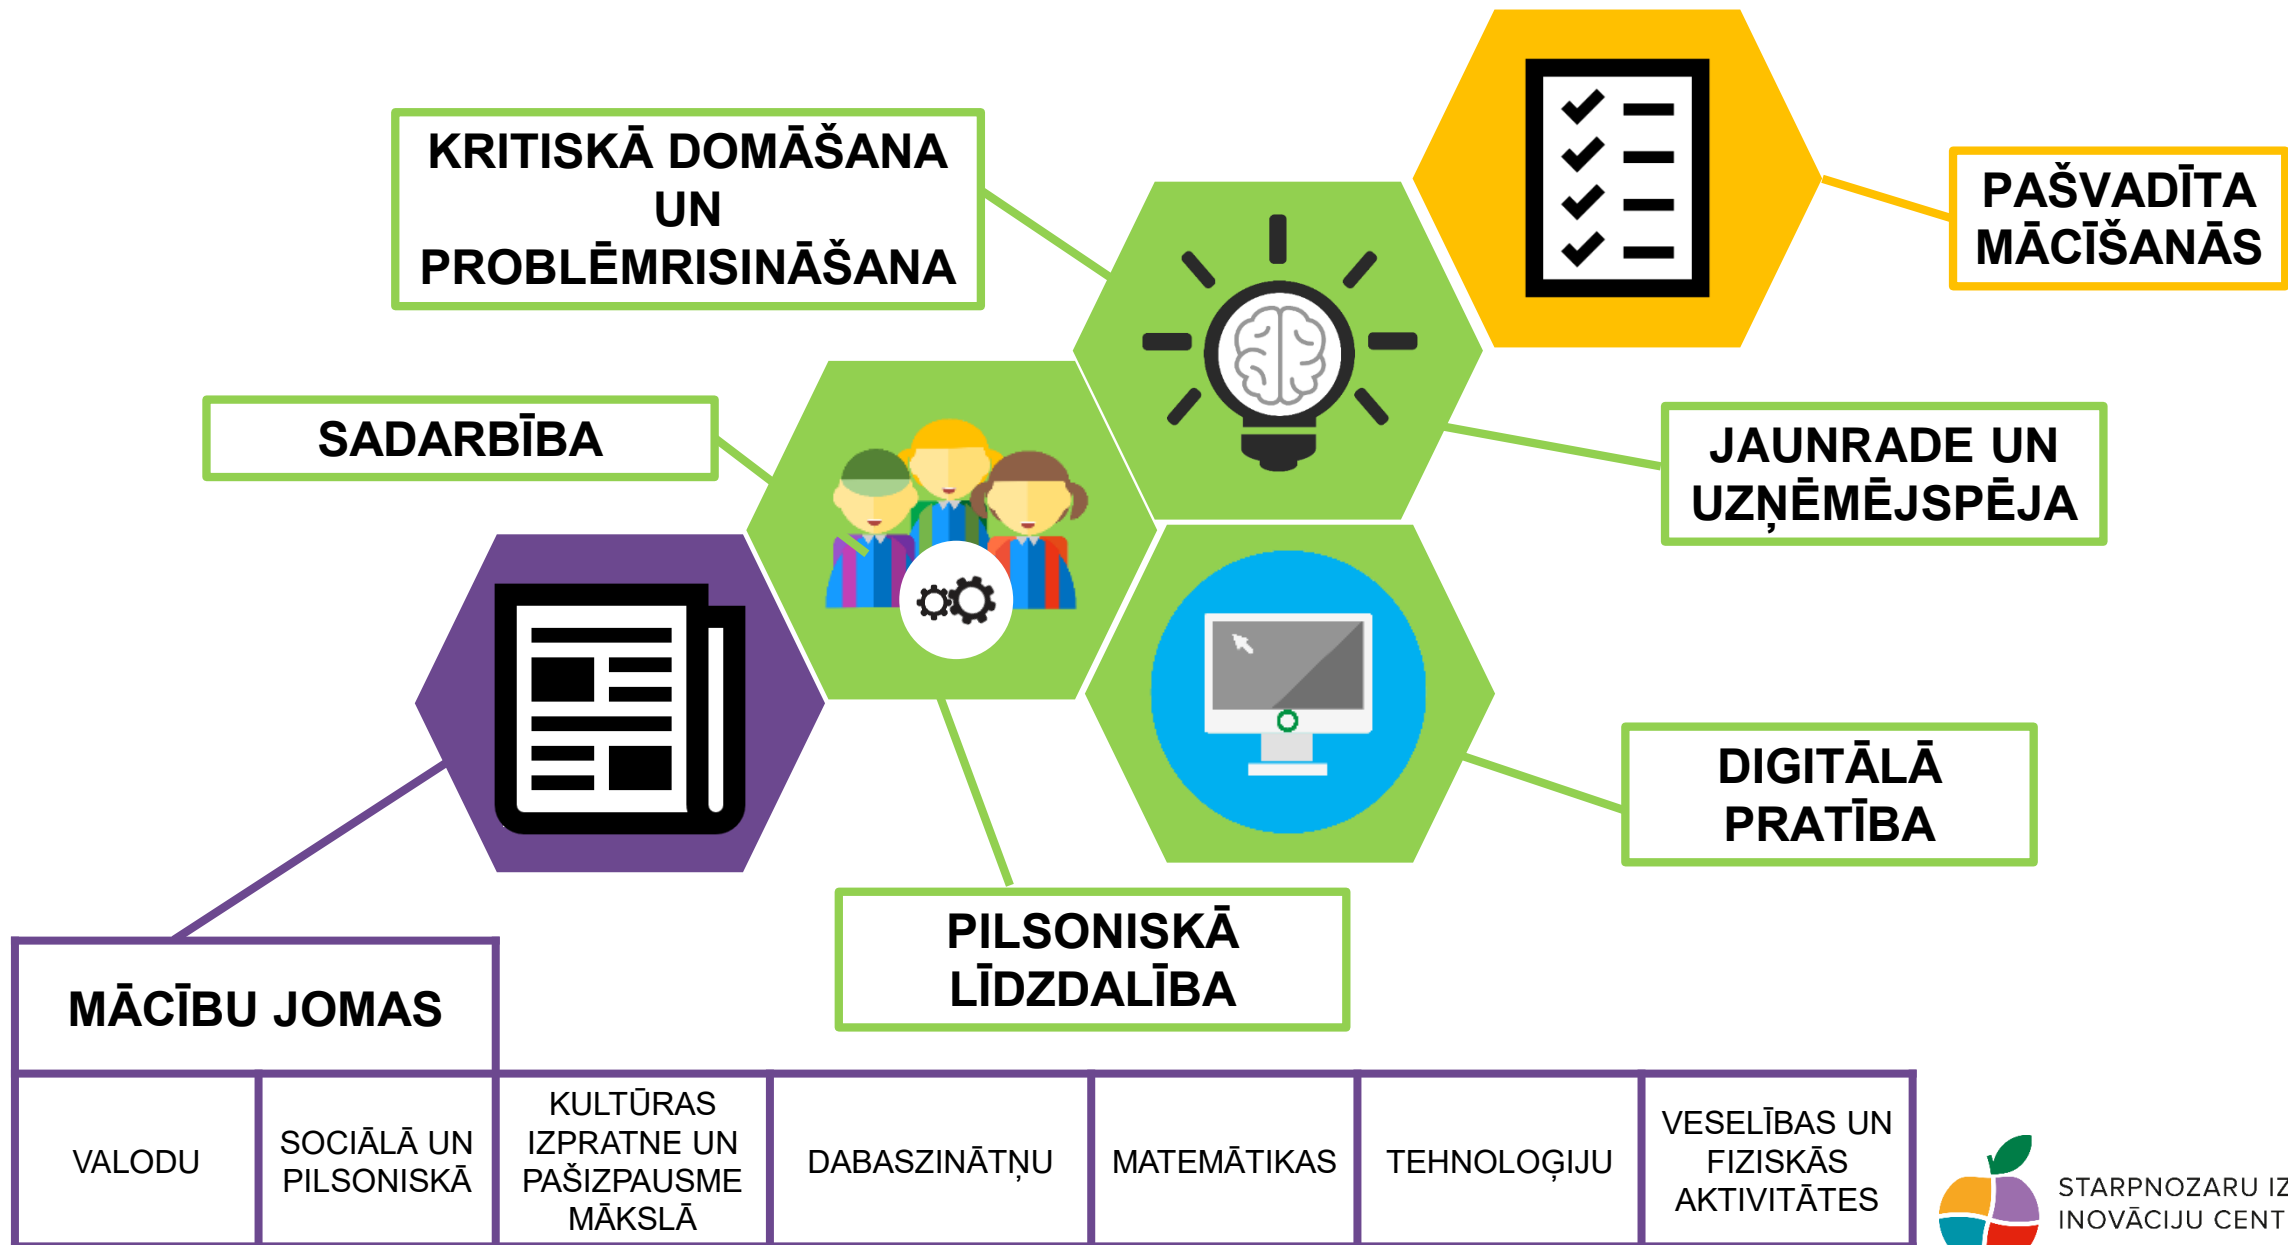 KRITISKĀ DOMĀŠANA
UN
PROBLĒMRISINĀŠANA
PAŠVADĪTA
MĀCĪŠANĀS
SADARBĪBA
JAUNRADE UN
UZŅĒMĒJSPĒJA
DIGITĀLĀ
PRATĪBA
PILSONISKĀ
LĪDZDALĪBA
MĀCĪBU JOMAS
VALODU
SOCIĀLĀ UN
PILSONISKĀ
KULTŪRAS
IZPRATNE UN
PAŠIZPAUSME
MĀKSLĀ
DABASZINĀTŅU
MATEMĀTIKAS
TEHNOLOĢIJU
VESELĪBAS UN
FIZISKĀS
AKTIVITĀTES
STARPNOZARU
INOVĀCIJU